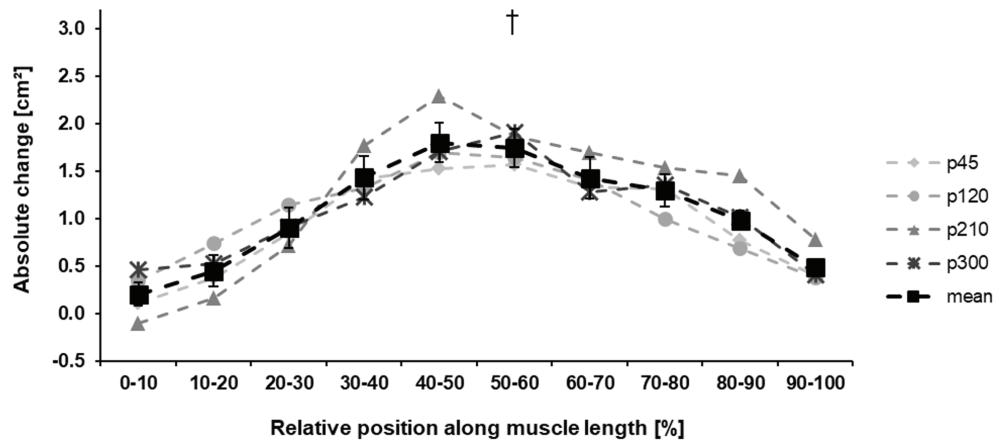 †
Absolute change [cm²]
3.0
2.5
2.0
1.5
1.0
0.5
0.0
-0.5
0-10 10-20 20-30 30-40 40-50 50-60 60-70 70-80 80-90 90-100
Relative position along muscle length [%]
p45
p120
p210
p300
mean